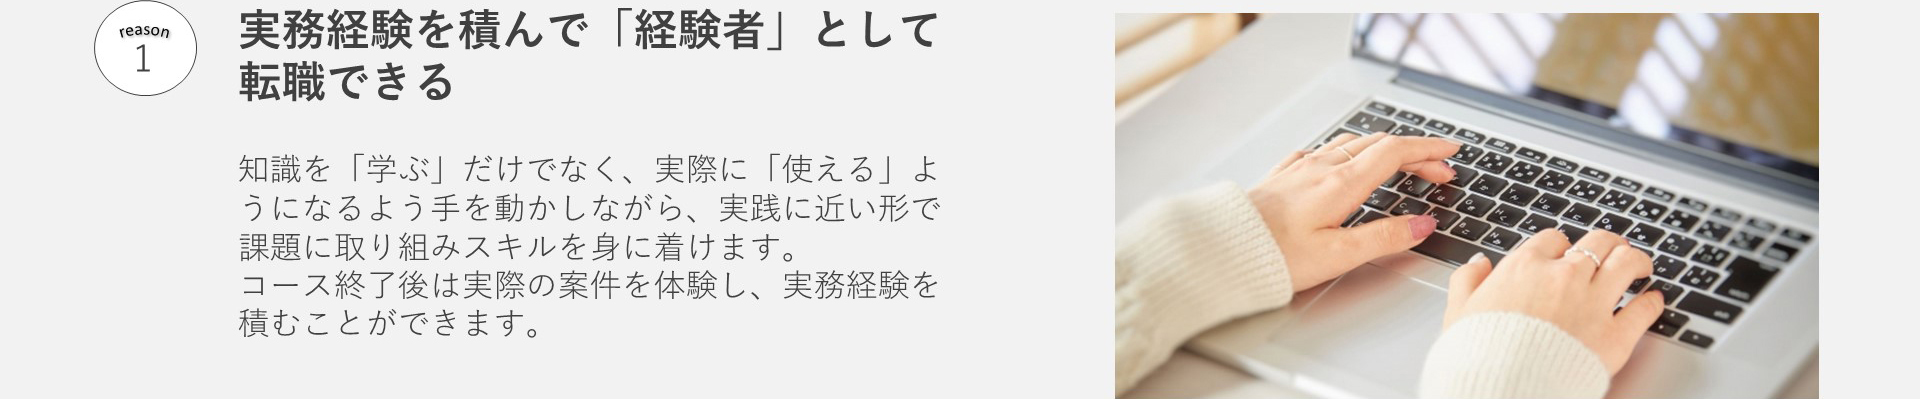 reason
1
実務経験を積んで「経験者」として
転職できる
知識を「学ぶ」だけでなく、実際に「使える」よ
うになるよう手を動かしながら、実践に近い形で
課題に取り組みスキルを身に着けます。
コース終了後は実際の案件を体験し、実務経験を
積むことができます。